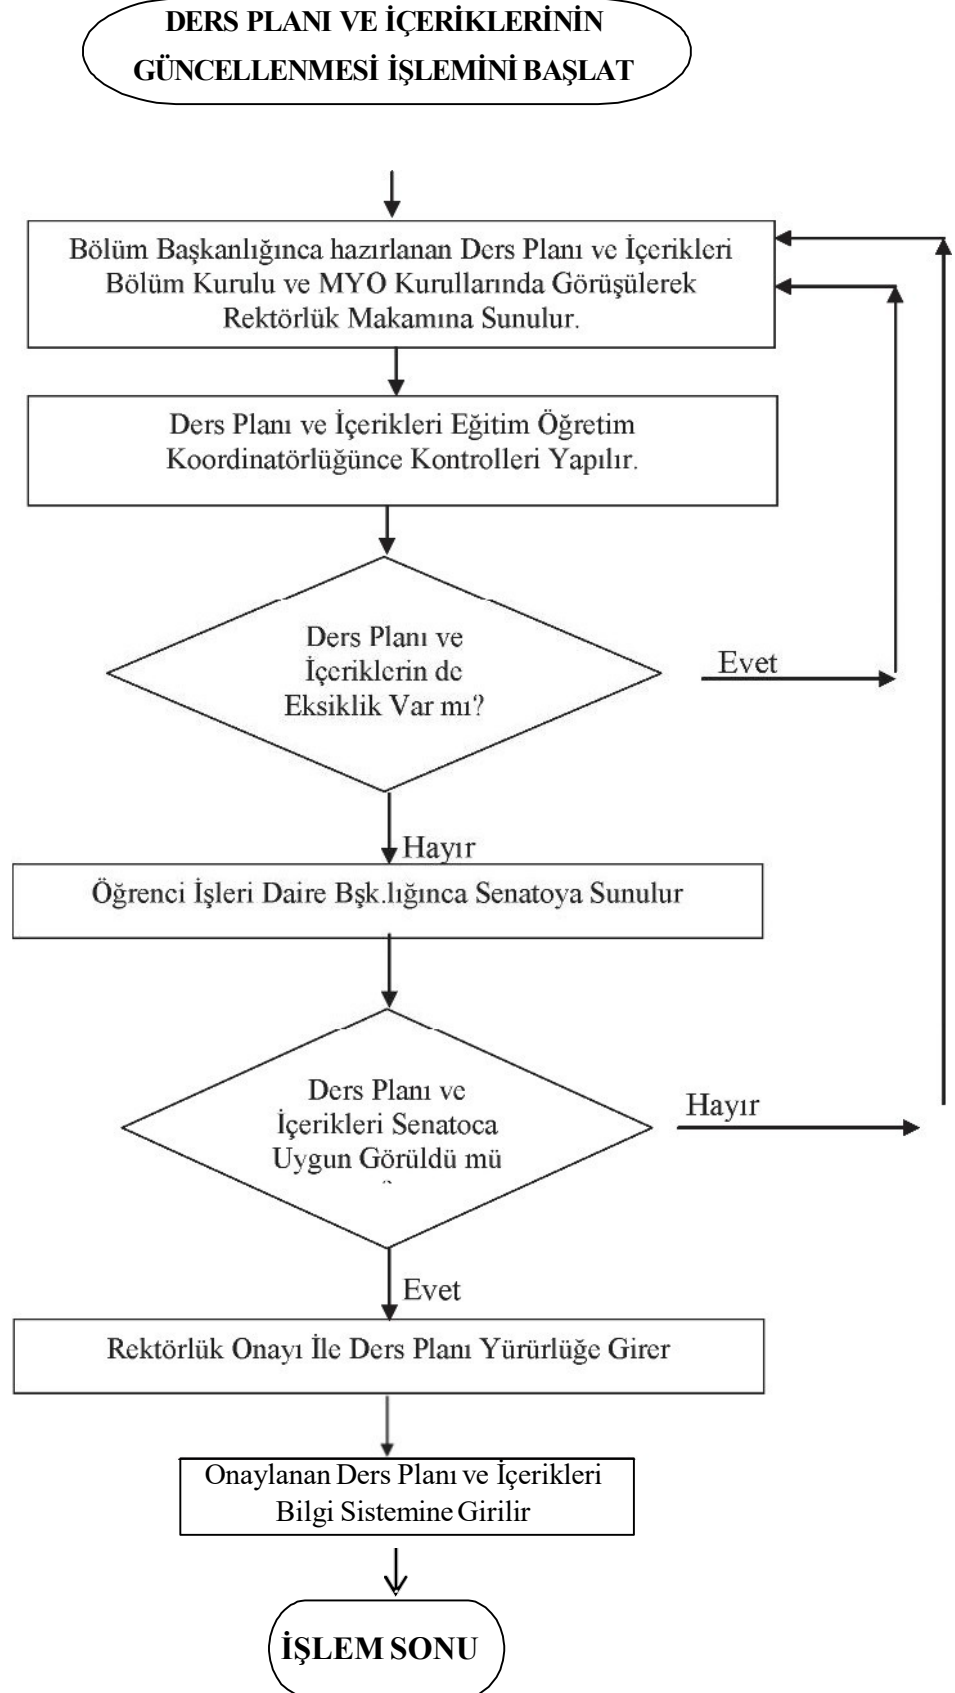 DERS PLANI VE İÇERİKLERİNİN
GÜNCELLENMESİ İŞLEMİNİ BAŞLAT
Bölüm Başkanlığınca hazırlanan Ders Planı ve İçerikleri
Bölüm Kurulu ve MYO Kurullarında Görüşülerek
Rektörlük Makamına Sunulur.
Ders Planı ve İçerikleri Eğitim Öğretim
Koordinatörlüğünce Kontrolleri Yapılır.
Ders Planı ve
İçeriklerin de
Eksiklik Var mı?
Evet
Hayır
Öğrenci İşleri Daire Bşk.lığınca Senatoya Sunulur
Ders Planı ve
İçerikleri Senatoca
Uygun Görüldü mü
?
Hayır
Evet
Rektörlük Onayı İle Ders Planı Yürürlüğe Girer
Onaylanan Ders Planı ve İçerikleri
Bilgi Sistemine Girilir
İŞLEM SONU